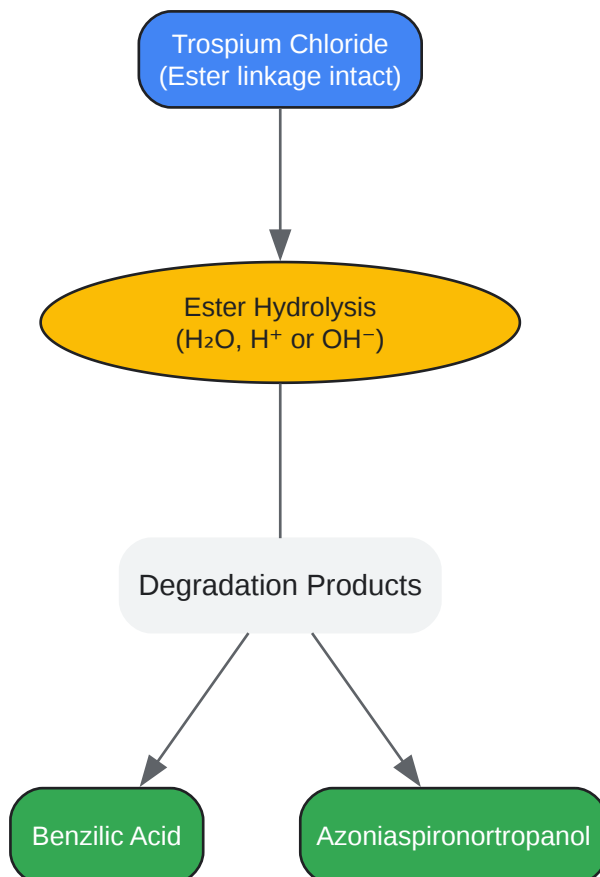 Trospium Chloride
(Ester linkage intact)
Ester Hydrolysis
(H₂O, H⁺ or OH⁻)
Degradation Products
Benzilic Acid
Azoniaspironortropanol